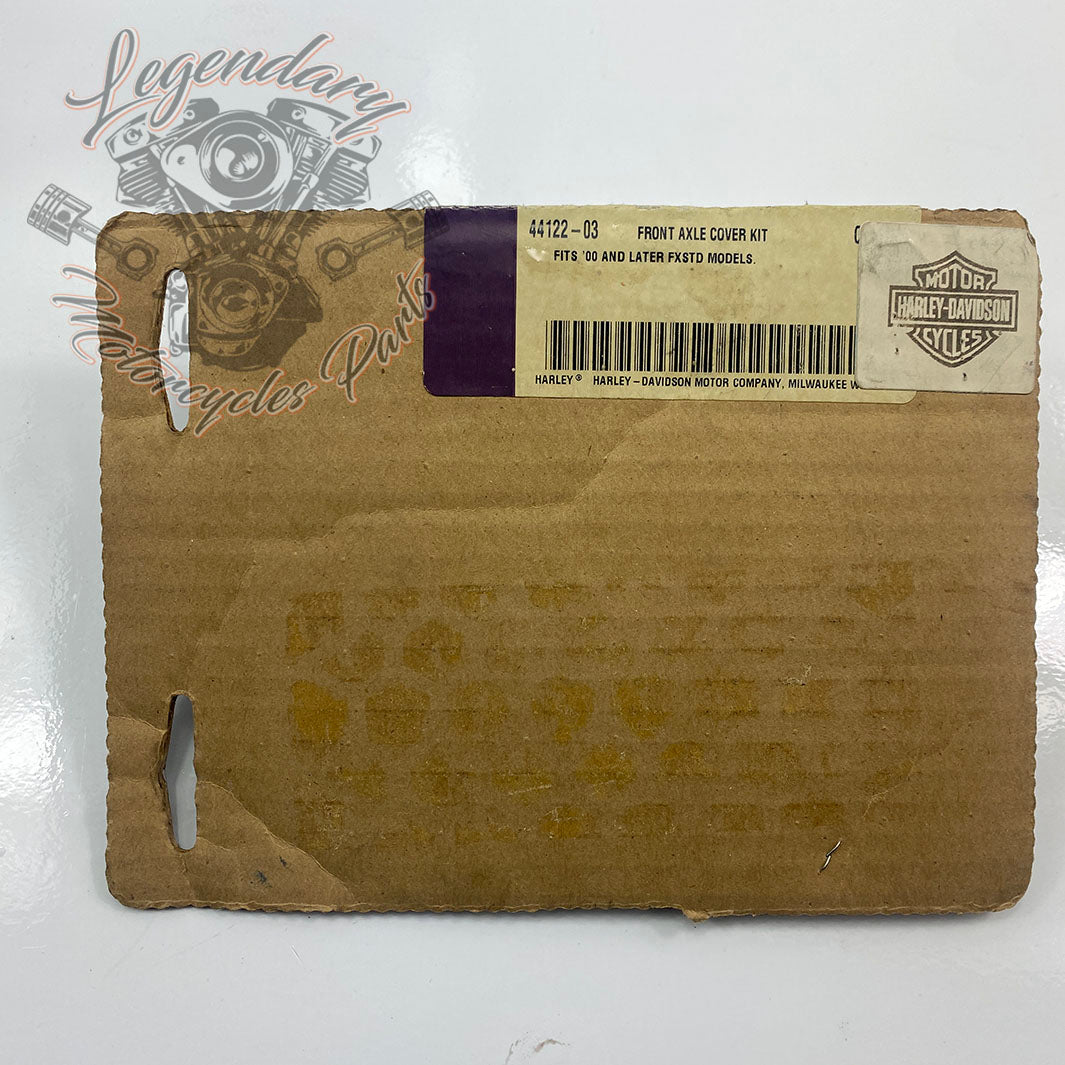 Legendary
Motorcycles Parts
44122-03 FRONT AXLE COVER KIT
FITS '00 AND LATER FXSTD MODELS.
HARLEY® HARLEY-DAVIDSON MOTOR COMPANY, MILWAUKEE
MOTOR
HARLEY-DAVIDSON
CYCLES